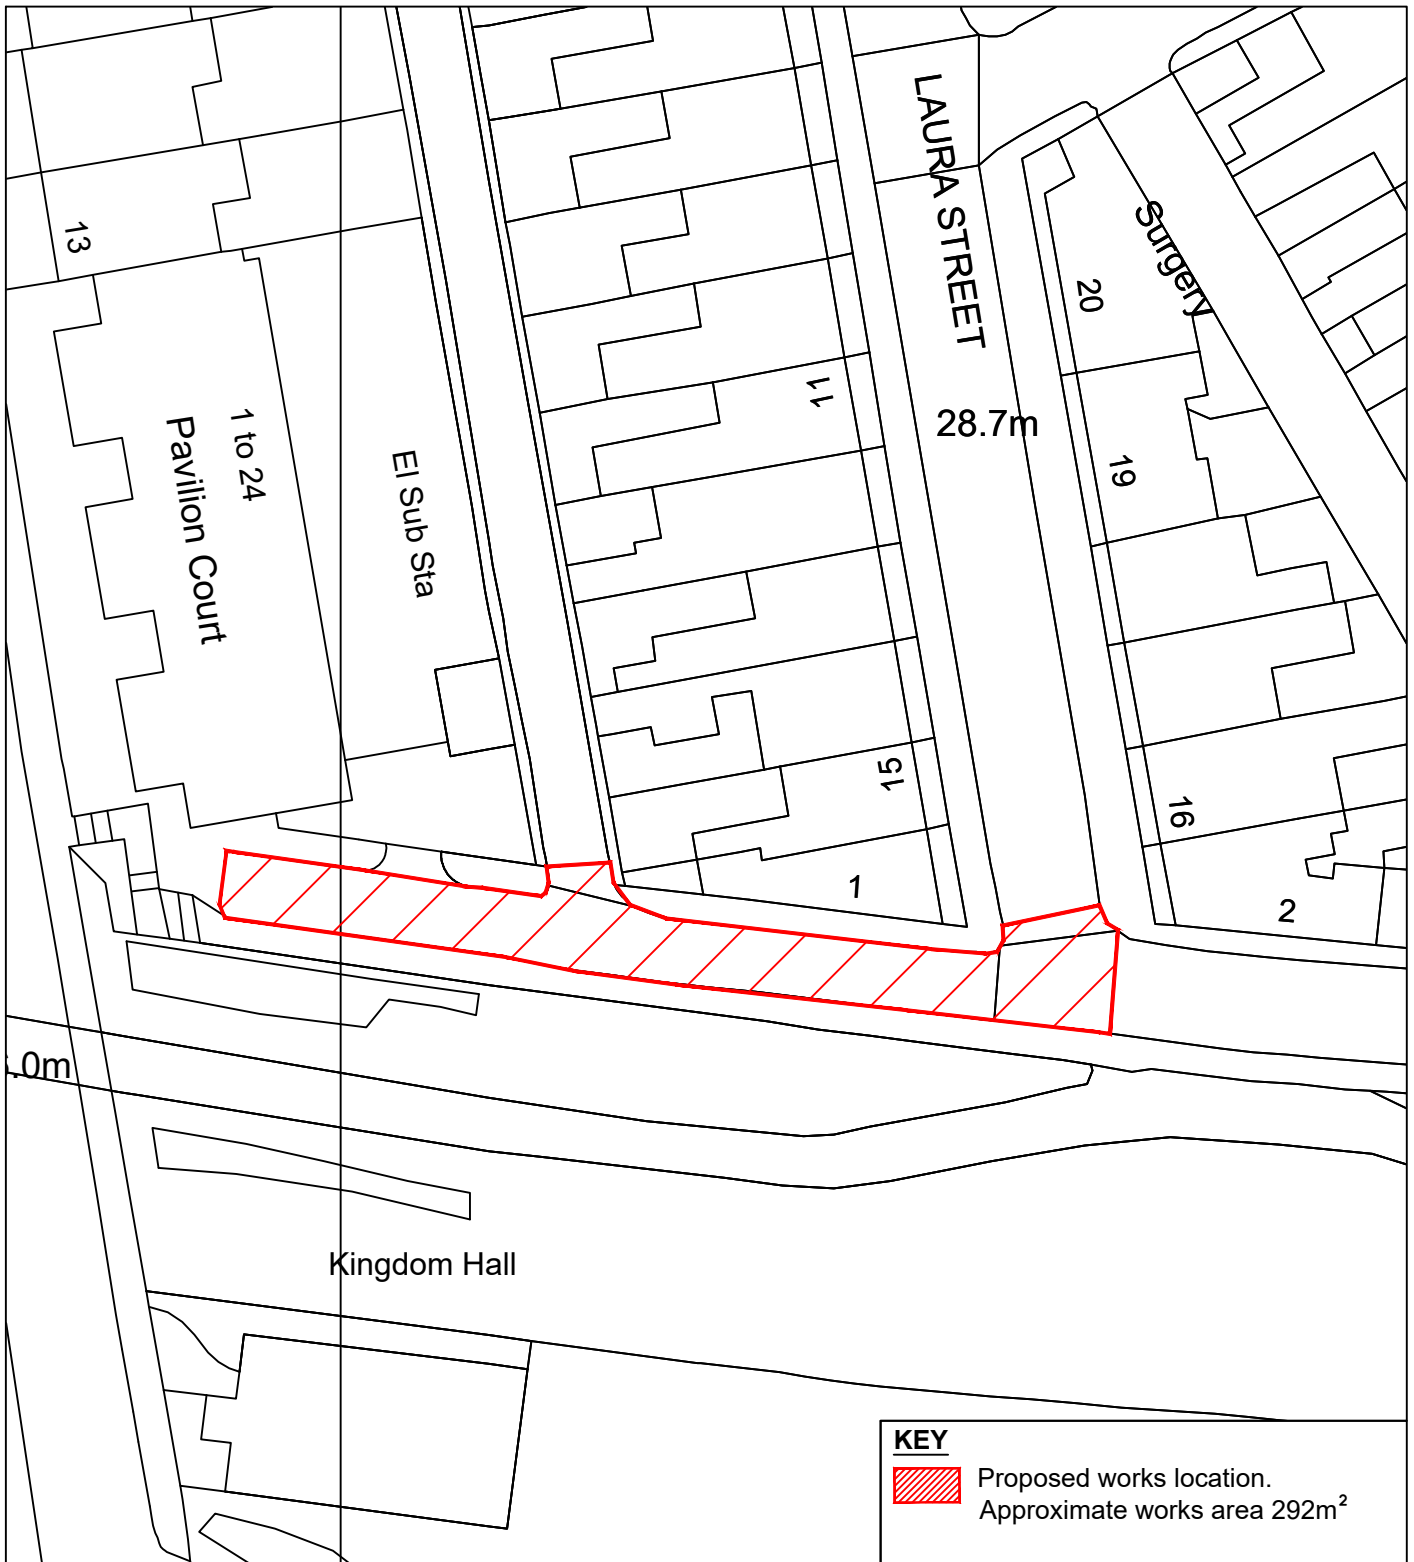 LAURA STREET
Surgery
13
20
11
28.7m
1 to 24
Pavilion Court
El Sub Sta
19
15
16
1
2
.0m
Kingdom Hall
KEY
Proposed works location.
Approximate works area 292m²